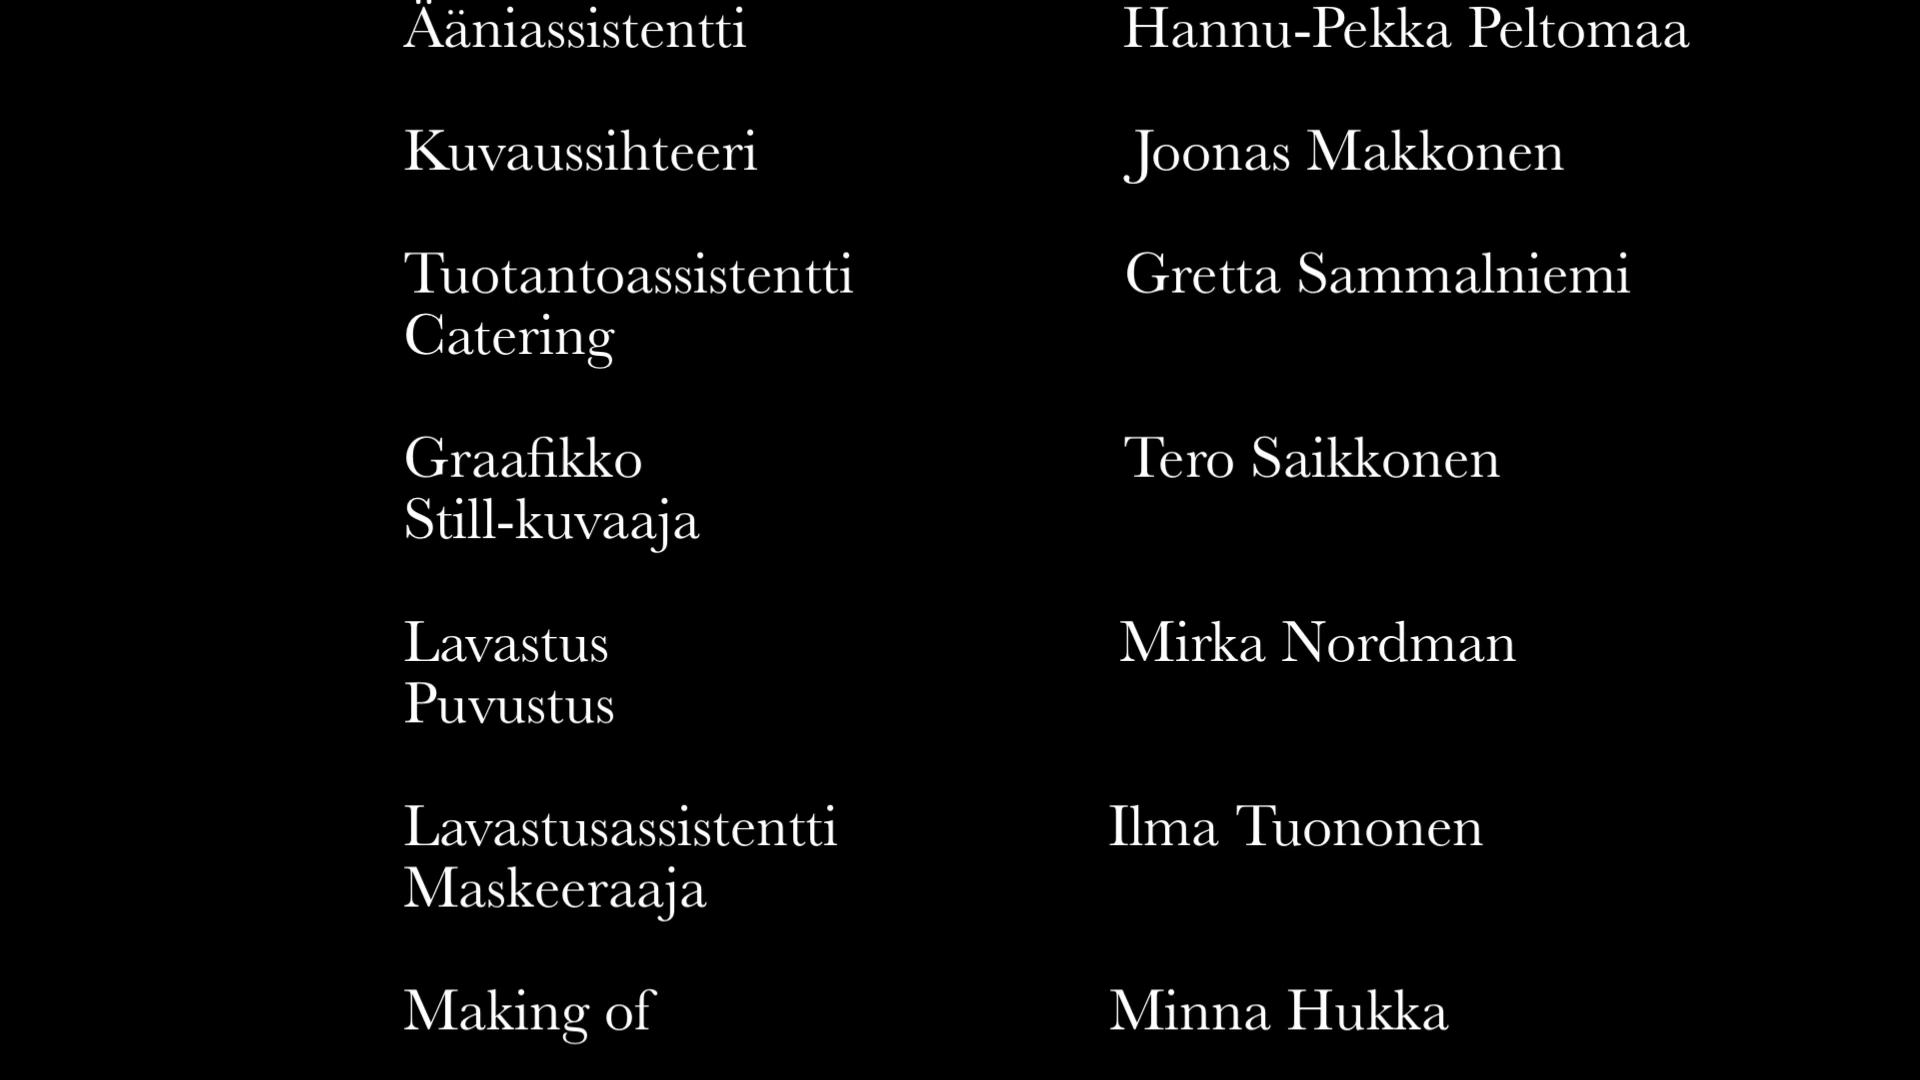 Ääniassistentti Hannu-Pekka Peltomaa
Kuvaussihteeri Joonas Makkonen
Tuotantoassistentti Gretta Sammalniemi
Catering
Graafikko Tero Saikkonen
Still-kuvaaja
Lavastus Mirka Nordman
Puvustus
Lavastusassistentti Ilma Tuononen
Maskeeraaja
Making of Minna Hukka